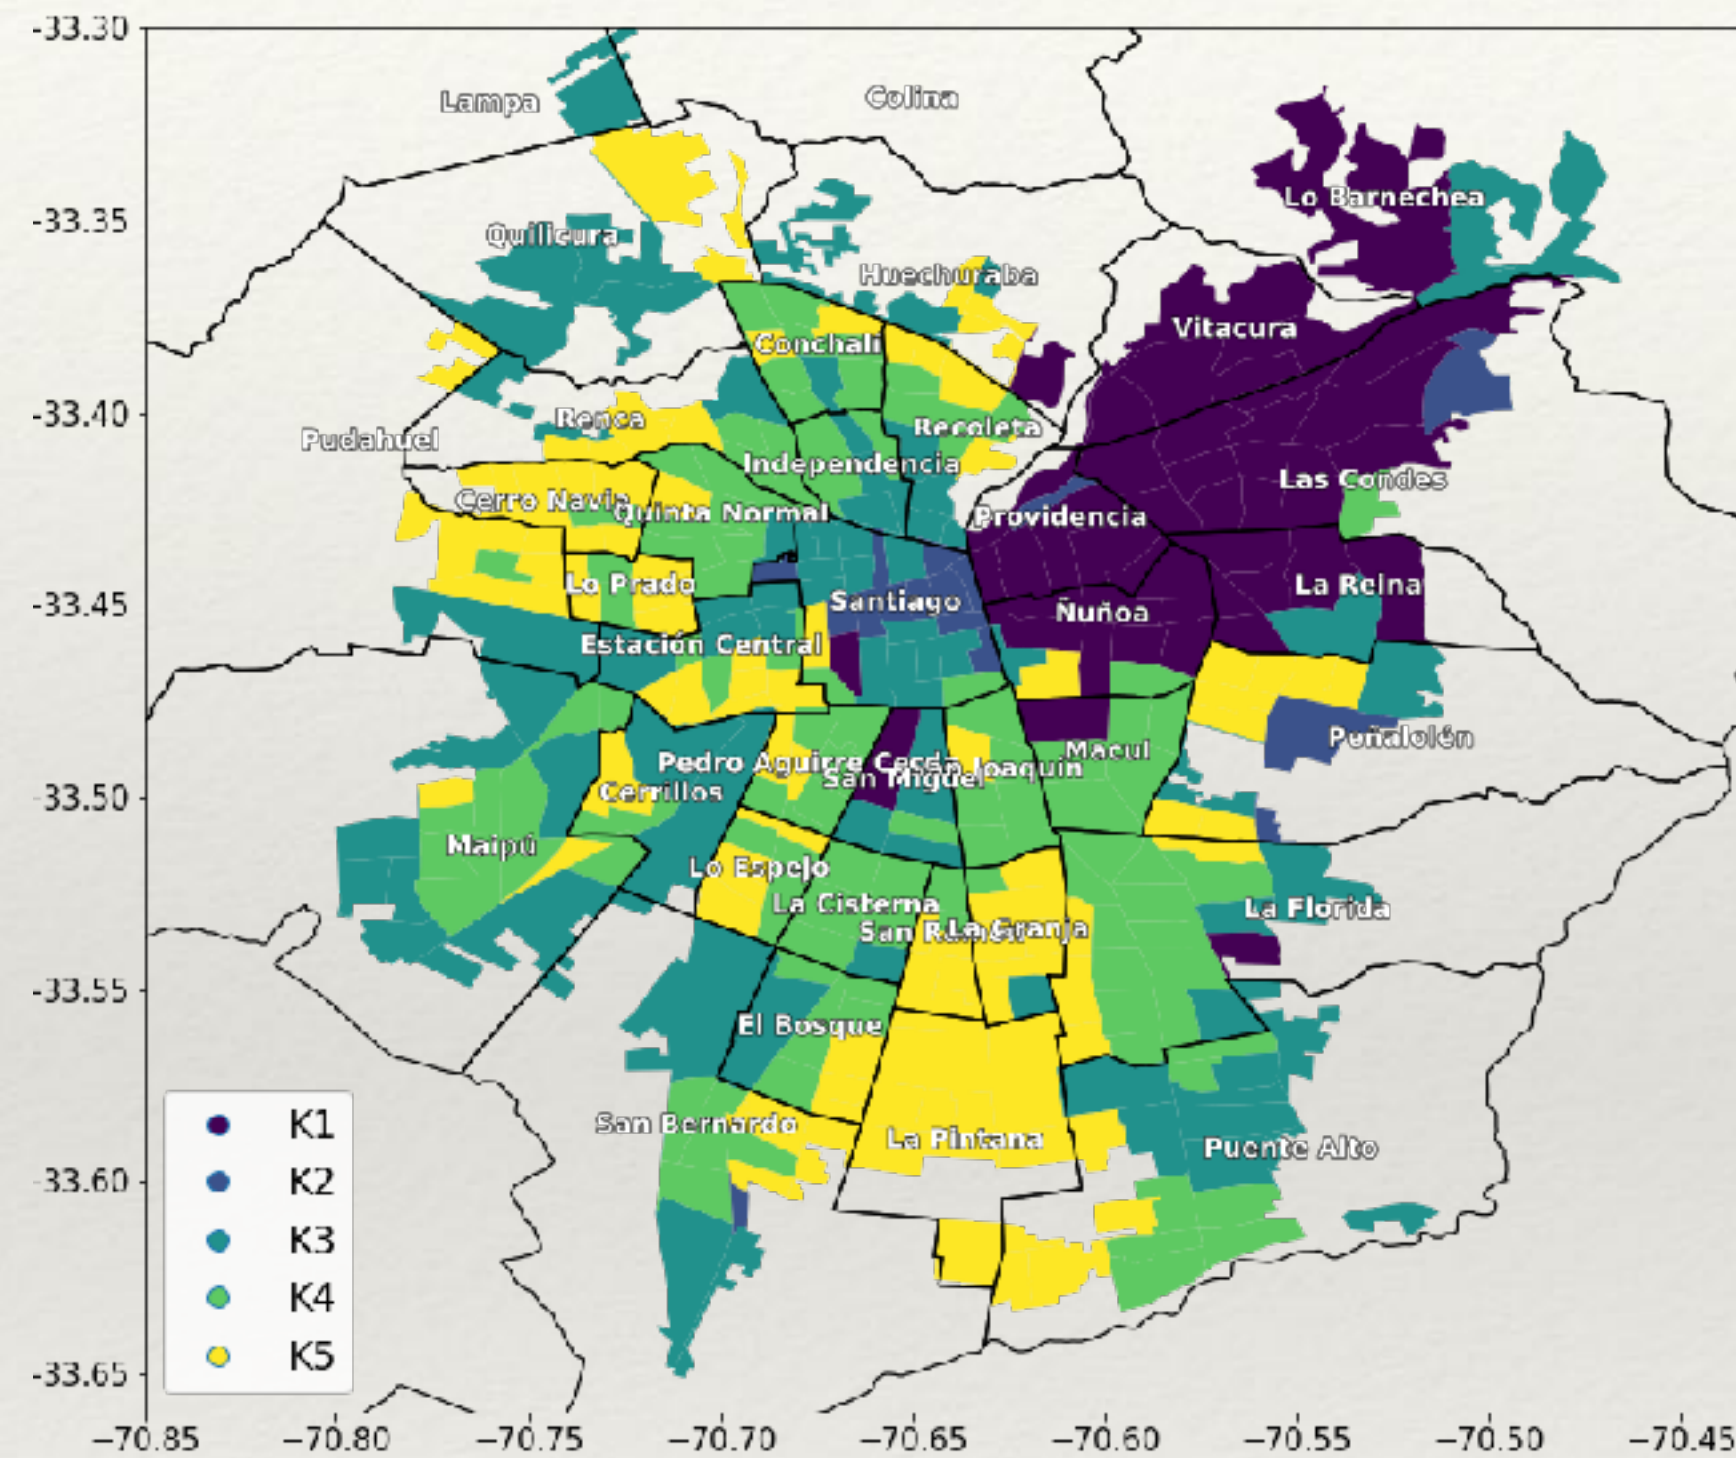 -33.30
Lampa
Colina
Lo Barnechea
-33.35
Quilicura
Huechuraba
Vitacura
Conchali
-33.40
Renca
Recoleta
Pudahuel
Independencia
Las Condes
Cerro Navia
Quinta Normal
Providencia
Lo Prado
La Reina
-33.45
Santiago
Ñuñoa
Estación Central
Peñalolén
Macul
Pedro Aguirre Cerda
San Joaquin
San Miguel
Cerrillos
-33.50
Maipú
Lo Espejo
La Cisterna
La Florida
San Ramón
La Granja
-33.55
El Bosque
San Bernardo
La Pintana
Puente Alto
-33.60
-33.65
K1
K2
K3
K4
K5
−70.85 −70.80 −70.75 −70.70 −70.65 −70.60 −70.55 −70.50 −70.45